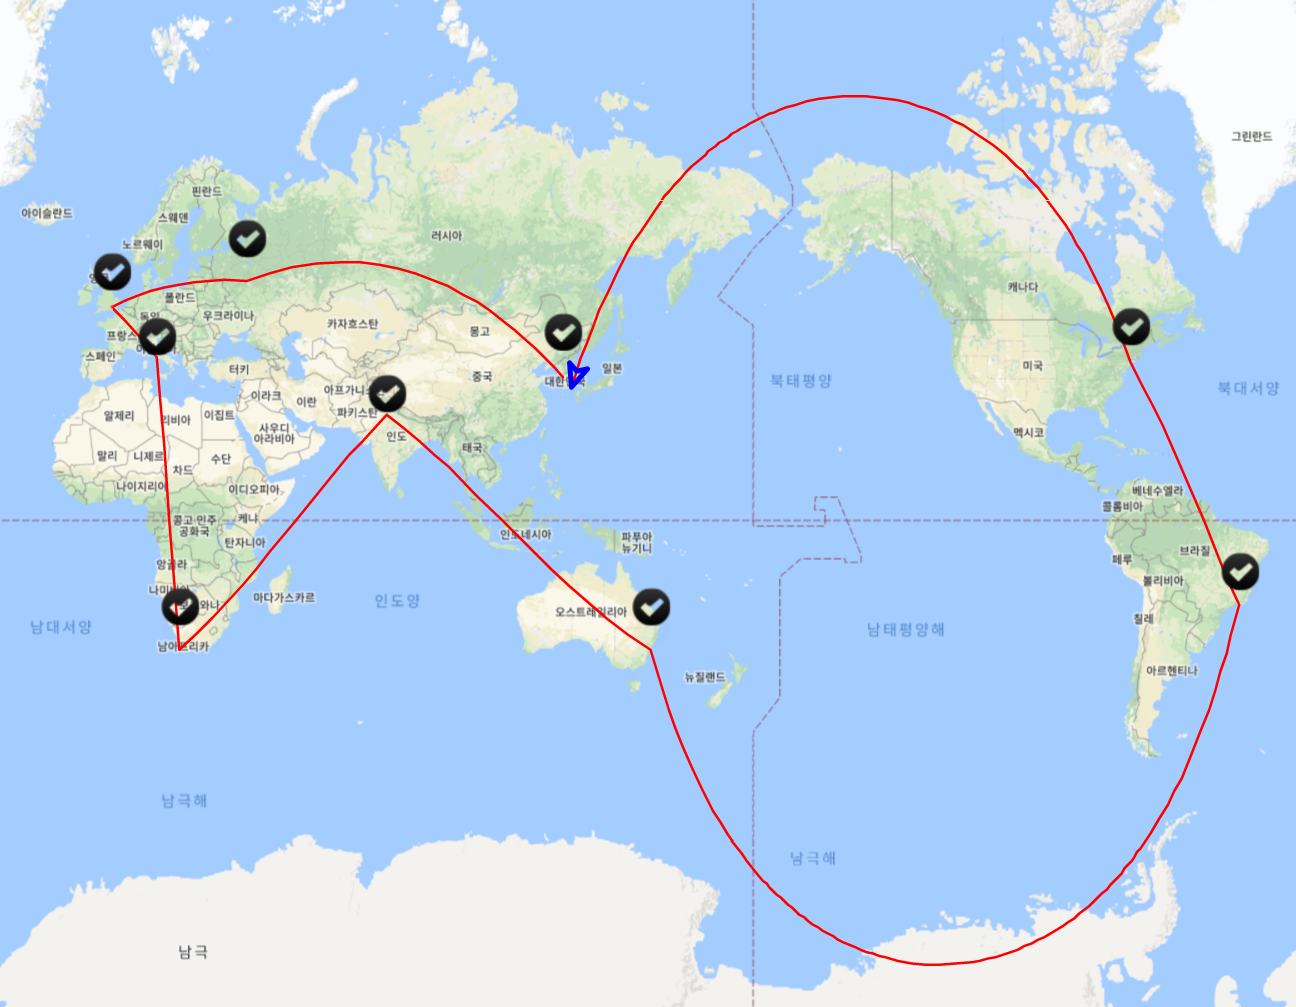 그린란드
핀란드
아이슬란드
스웨덴
러시아
노르웨이
캐나다
폴란드
독일
우크라이나
카자흐스탄
몽고
프랑스
스페인
미국
터키
중국
일본
북태평양
북대서양
아프가니스
이라크
이란
알제리
리비아
이집트
파키스탄
사우디
아라비아
인도
멕시코
말리
니제르
차드
수단
태국
나이지리아
이디오피아
베네수엘라
콜롬비아
콩고 민주
공화국
케냐
인도네시아
파푸아
뉴기니
탄자니아
브라질
페루
앙골라
볼리비아
마다가스카르
인도양
오스트레일리아
칠레
남대서양
남태평양해
남아프리카
뉴질랜드
아르헨티나
남극해
남극해
남극